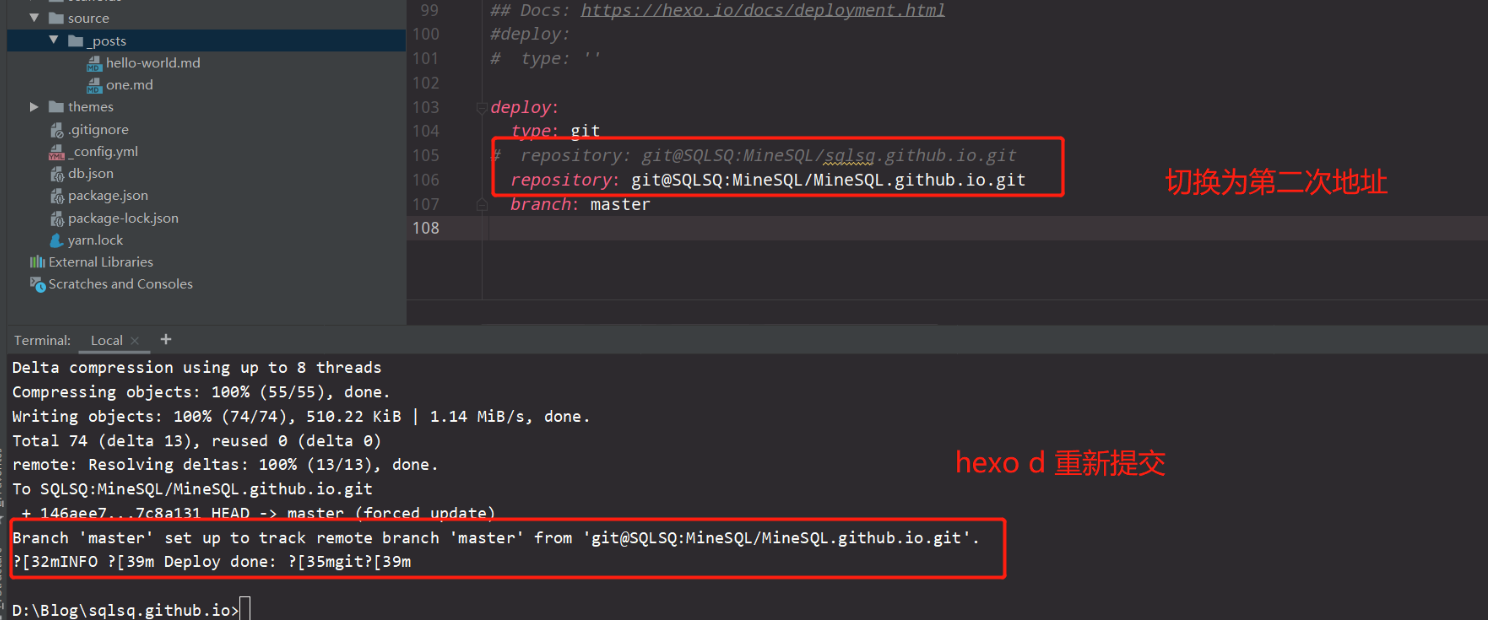 source
_posts
hello-world.md
one.md
themes
.gitignore
_config.yml
db.json
package.json
package-lock.json
yarn.lock
External Libraries
Scratches and Consoles
99 ## Docs: https://hexo.io/docs/deployment.html
100 #deploy:
101 #  type: ''
102
103 deploy:
104   type: git
105 #  repository: git@SQLSQ:MineSQL/sqlsq.github.io.git
106   repository: git@SQLSQ:MineSQL/MineSQL.github.io.git
107   branch: master
108
切换为第二次地址
Terminal: Local × +
Delta compression using up to 8 threads
Compressing objects: 100% (55/55), done.
Writing objects: 100% (74/74), 510.22 KiB | 1.14 MiB/s, done.
Total 74 (delta 13), reused 0 (delta 0)
remote: Resolving deltas: 100% (13/13), done.
To SQLSQ:MineSQL/MineSQL.github.io.git
 + 146aee7...7c8a131 HEAD -> master (forced update)
Branch 'master' set up to track remote branch 'master' from 'git@SQLSQ:MineSQL/MineSQL.github.io.git'.
?[32mINFO ?[39m Deploy done: ?[35mgit?[39m
hexo d 重新提交
D:\Blog\sqlsq.github.io>